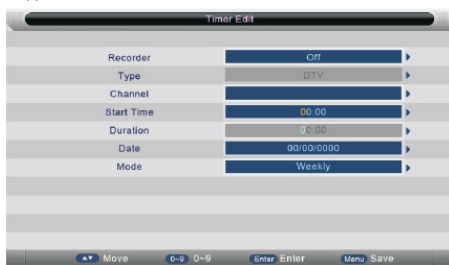 Timer Edit
Recorder Off
Type DTV
Channel
Start Time 00:00
Duration 00:00
Date 00/00/0000
Mode Weekly
Move 0~9 0~9 Enter Enter Menu Save